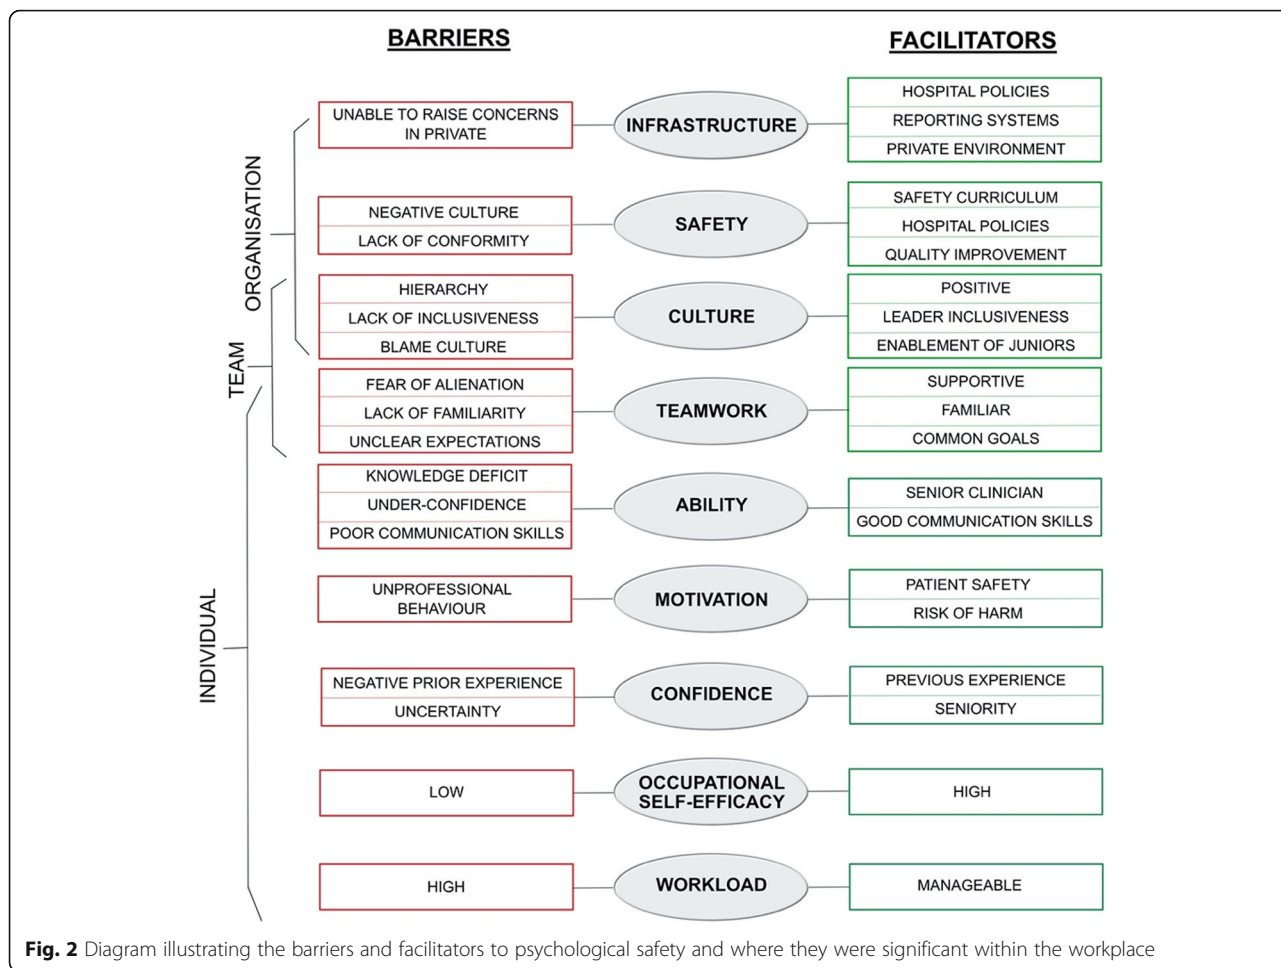 BARRIERS
FACILITATORS
ORGANISATION
TEAM
INDIVIDUAL
UNABLE TO RAISE CONCERNS
IN PRIVATE
INFRASTRUCTURE
HOSPITAL POLICIES
REPORTING SYSTEMS
PRIVATE ENVIRONMENT
NEGATIVE CULTURE
LACK OF CONFORMITY
SAFETY
SAFETY CURRICULUM
HOSPITAL POLICIES
QUALITY IMPROVEMENT
HIERARCHY
LACK OF INCLUSIVENESS
BLAME CULTURE
CULTURE
POSITIVE
LEADER INCLUSIVENESS
ENABLEMENT OF JUNIORS
FEAR OF ALIENATION
LACK OF FAMILIARITY
UNCLEAR EXPECTATIONS
TEAMWORK
SUPPORTIVE
FAMILIAR
COMMON GOALS
KNOWLEDGE DEFICIT
UNDER-CONFIDENCE
POOR COMMUNICATION SKILLS
ABILITY
SENIOR CLINICIAN
GOOD COMMUNICATION SKILLS
UNPROFESSIONAL
BEHAVIOUR
MOTIVATION
PATIENT SAFETY
RISK OF HARM
NEGATIVE PRIOR EXPERIENCE
UNCERTAINTY
CONFIDENCE
PREVIOUS EXPERIENCE
SENIORITY
LOW
OCCUPATIONAL
SELF-EFFICACY
HIGH
HIGH
WORKLOAD
MANAGEABLE
Fig. 2 Diagram illustrating the barriers and facilitators to psychological safety and where they were significant within the workplace